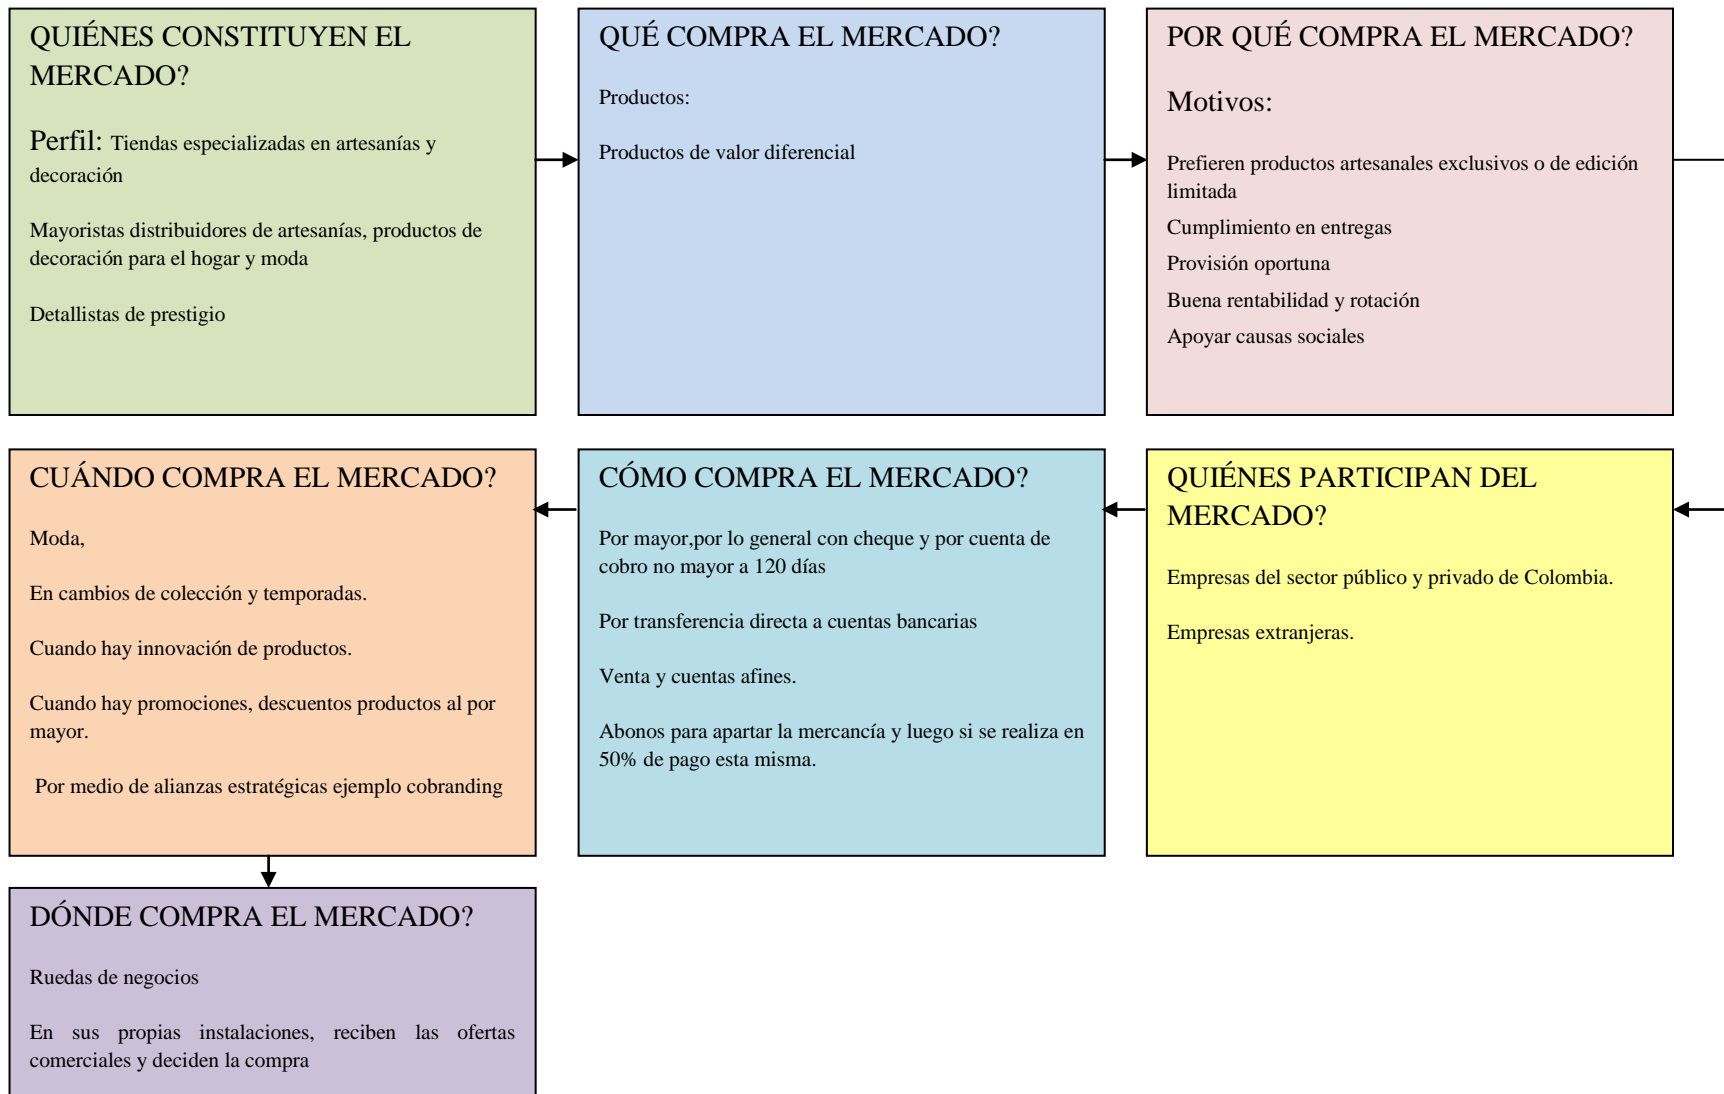 QUIÉNES CONSTITUYEN EL
MERCADO?
Perfil: Tiendas especializadas en artesanías y
decoración
Mayoristas distribuidores de artesanías, productos de
decoración para el hogar y moda
Detallistas de prestigio
QUÉ COMPRA EL MERCADO?
Productos:
Productos de valor diferencial
POR QUÉ COMPRA EL MERCADO?
Motivos:
Prefieren productos artesanales exclusivos o de edición
limitada
Cumplimiento en entregas
Provisión oportuna
Buena rentabilidad y rotación
Apoyar causas sociales
QUIÉNES PARTICIPAN DEL
MERCADO?
Empresas del sector público y privado de Colombia.
Empresas extranjeras.
CÓMO COMPRA EL MERCADO?
Por mayor,por lo general con cheque y por cuenta de
cobro no mayor a 120 días
Por transferencia directa a cuentas bancarias
Venta y cuentas afines.
Abonos para apartar la mercancía y luego si se realiza en
50% de pago esta misma.
CUÁNDO COMPRA EL MERCADO?
Moda,
En cambios de colección y temporadas.
Cuando hay innovación de productos.
Cuando hay promociones, descuentos productos al por
mayor.
Por medio de alianzas estratégicas ejemplo cobranding
DÓNDE COMPRA EL MERCADO?
Ruedas de negocios
En sus propias instalaciones, reciben las ofertas
comerciales y deciden la compra